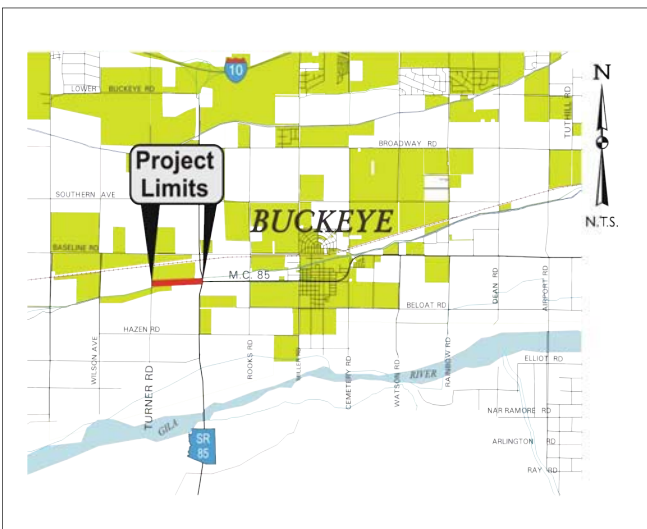 10
LOWER BUCKEYE RD
N
TUTHILL RD
BROADWAY RD
Project
Limits
SOUTHERN AVE
BUCKEYE
N.T.S.
BASELINE RD
M.C. 85
DEAN RD
AIRPORT RD
BELOAT RD
HAZEN RD
WILSON AVE
TURNER RD
ROOKS RD
MILLER RD
CEMETERY RD
WATSON RD
RAINBOW RD
ELLIOT RD
RIVER
GILA
NARRAMORE RD
SR
85
ARLINGTON RD
RAY RD